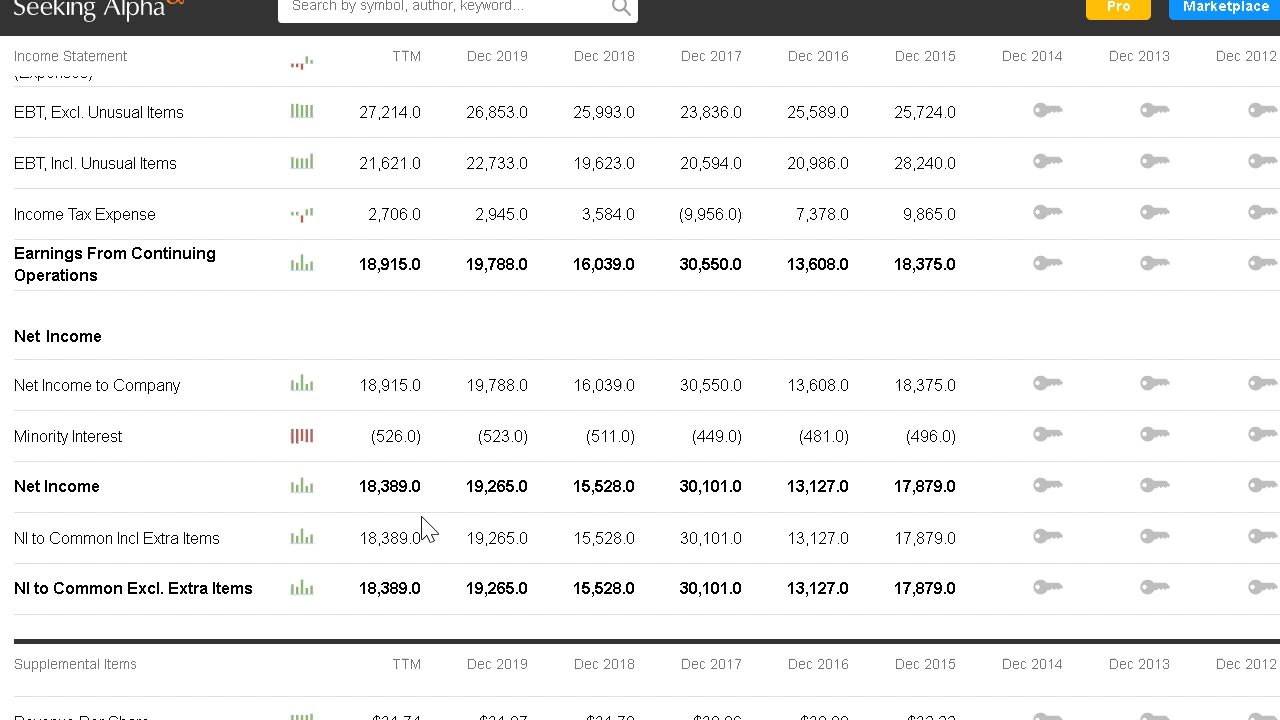 Seeking Alpha α
Search by symbol, author, keyword...
Pro
Marketplace
Income Statement TTM Dec 2019 Dec 2018 Dec 2017 Dec 2016 Dec 2015 Dec 2014 Dec 2013 Dec 2012
(Expenses)
EBT, Excl. Unusual Items 27,214.0 26,853.0 25,993.0 23,836.0 25,589.0 25,724.0
EBT, Incl. Unusual Items 21,621.0 22,733.0 19,623.0 20,594.0 20,986.0 28,240.0
Income Tax Expense 2,706.0 2,945.0 3,584.0 (9,956.0) 7,378.0 9,865.0
Earnings From Continuing
Operations 18,915.0 19,788.0 16,039.0 30,550.0 13,608.0 18,375.0
Net Income
Net Income to Company 18,915.0 19,788.0 16,039.0 30,550.0 13,608.0 18,375.0
Minority Interest (526.0) (523.0) (511.0) (449.0) (481.0) (496.0)
Net Income 18,389.0 19,265.0 15,528.0 30,101.0 13,127.0 17,879.0
NI to Common Incl Extra Items 18,389.0 19,265.0 15,528.0 30,101.0 13,127.0 17,879.0
NI to Common Excl. Extra Items 18,389.0 19,265.0 15,528.0 30,101.0 13,127.0 17,879.0
Supplemental Items TTM Dec 2019 Dec 2018 Dec 2017 Dec 2016 Dec 2015 Dec 2014 Dec 2013 Dec 2012
Revenue Per Share